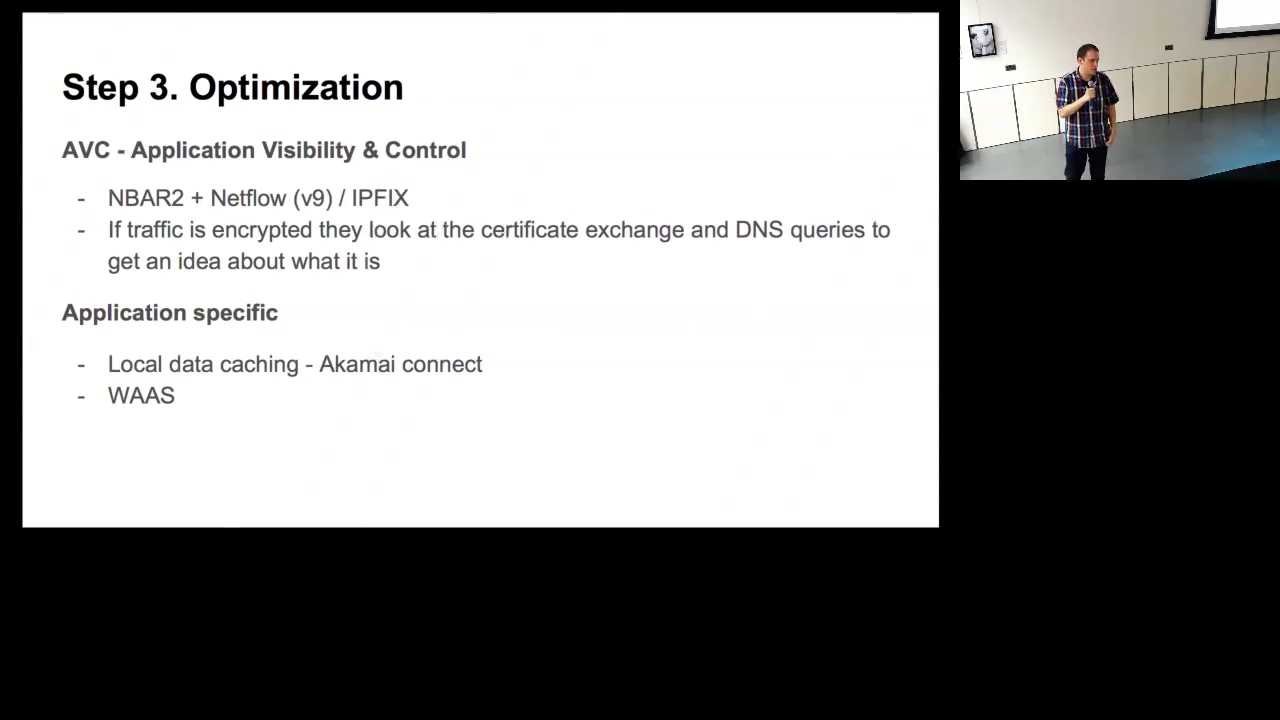 Step 3. Optimization
AVC - Application Visibility & Control
- NBAR2 + Netflow (v9) / IPFIX
- If traffic is encrypted they look at the certificate exchange and DNS queries to
get an idea about what it is
Application specific
- Local data caching - Akamai connect
- WAAS